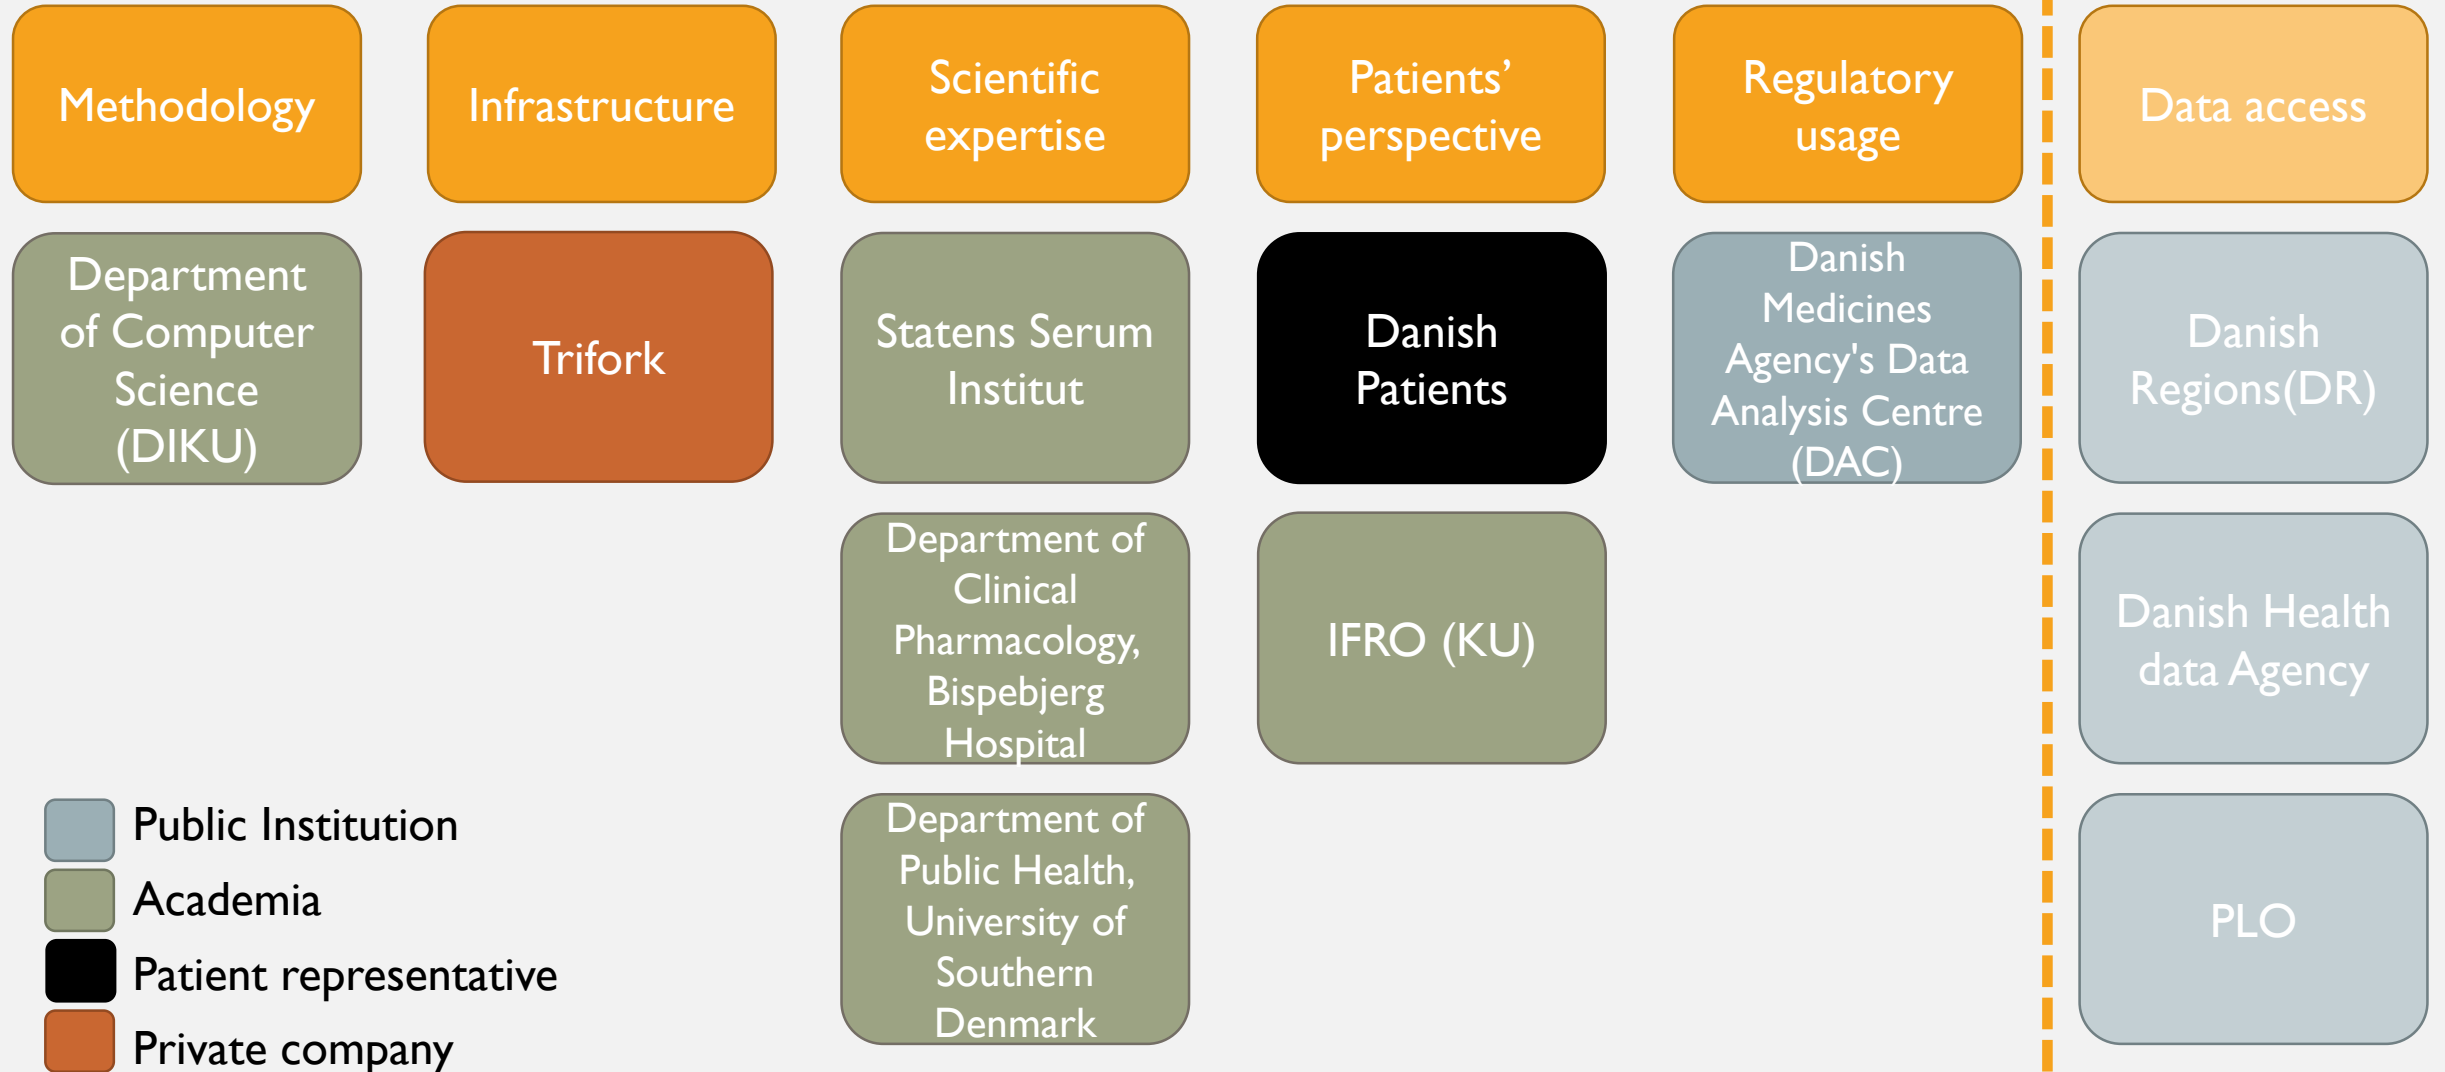 Methodology
Infrastructure
Scientific
expertise
Patients’
perspective
Regulatory
usage
Data access
Department
of Computer
Science
(DIKU)
Trifork
Statens Serum
Institut
Danish
Patients
Danish
Medicines
Agency's Data
Analysis Centre
(DAC)
Danish
Regions(DR)
Department of
Clinical
Pharmacology,
Bispebjerg
Hospital
IFRO (KU)
Danish Health
data Agency
Department of
Public Health,
University of
Southern
Denmark
PLO
Public Institution
Academia
Patient representative
Private company